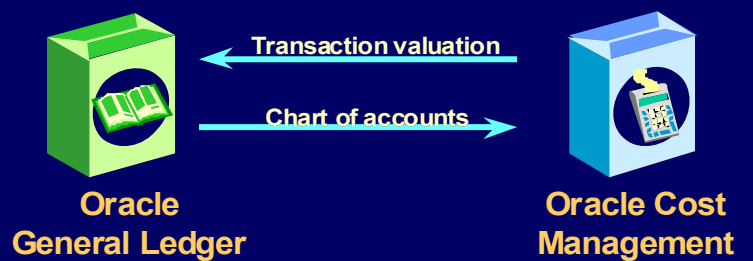 Transaction valuation
Chart of accounts
Oracle
General Ledger
Oracle Cost
Management